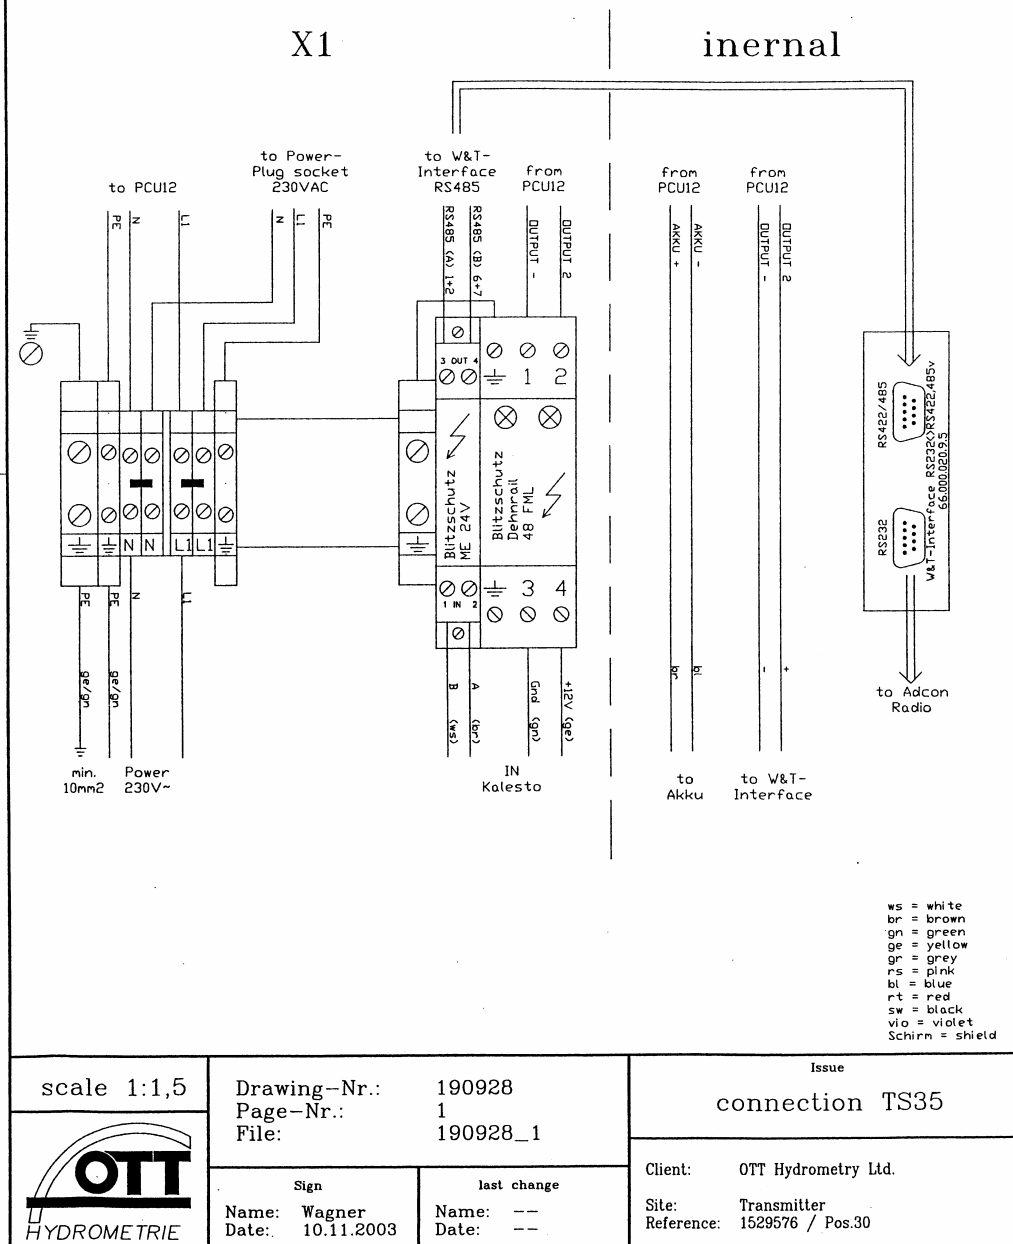 X1
inernal
to PCU12
to Power-
Plug socket
230VAC
to W&T-
Interface
RS485
from
PCU12
from
PCU12
from
PCU12
PE
N
L1
N
L1
PE
RS485 (A) 1+2
RS485 (B) 6+7
OUTPUT -
OUTPUT 2
AKKU +
AKKU -
OUTPUT -
OUTPUT 2
3 OUT 4
1 2
Blitzschutz
ME 24V
Blitzschutz
Dehnrail
48 FML
N N L1 L1
1 IN 2
3 4
RS422/485
RS232
W&T-Interface RS232<>RS422,485v
66.000.020.9.5
PE
PE
N
L1
ge/gn
ge/gn
B (ws)
A (br)
Gnd (gn)
+12V (ge)
br
bl
-
+
to Adcon
Radio
min.
10mm2
Power
230V~
IN
Kalesto
to
Akku
to W&T-
Interface
ws = white
br = brown
gn = green
ge = yellow
gr = grey
rs = pink
bl = blue
rt = red
sw = black
vio = violet
Schirm = shield
scale 1:1,5
Drawing-Nr.: 190928
Page-Nr.: 1
File: 190928_1
Issue
connection TS35
OTT
HYDROMETRIE
Sign
Name: Wagner
Date: 10.11.2003
last change
Name: --
Date: --
Client: OTT Hydrometry Ltd.
Site: Transmitter
Reference: 1529576 / Pos.30